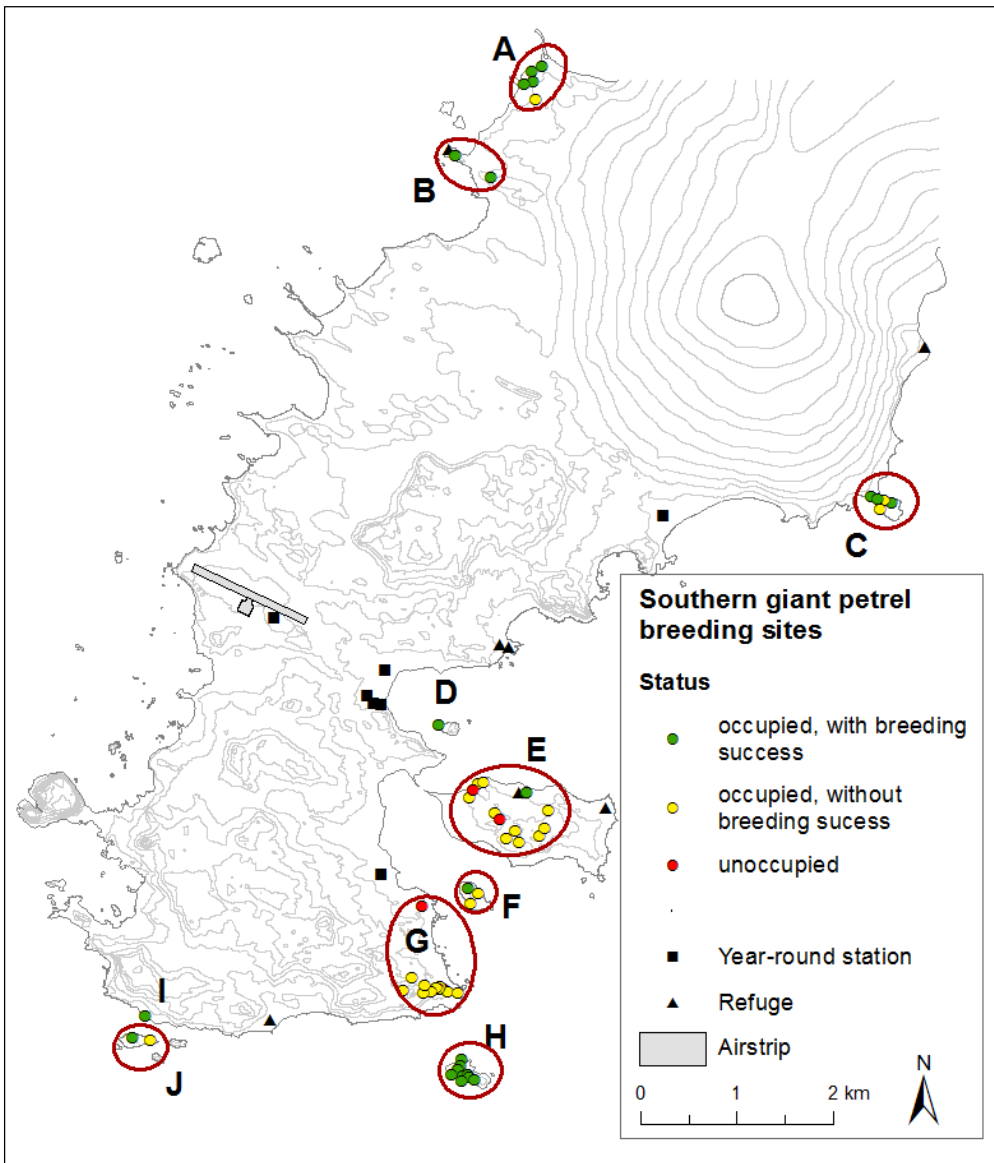 A
B
C
D
E
F
G
H
I
J
Southern giant petrel
breeding sites
Status
occupied, with breeding
success
occupied, without
breeding sucess
unoccupied
Year-round station
Refuge
Airstrip
N
0 1 2 km